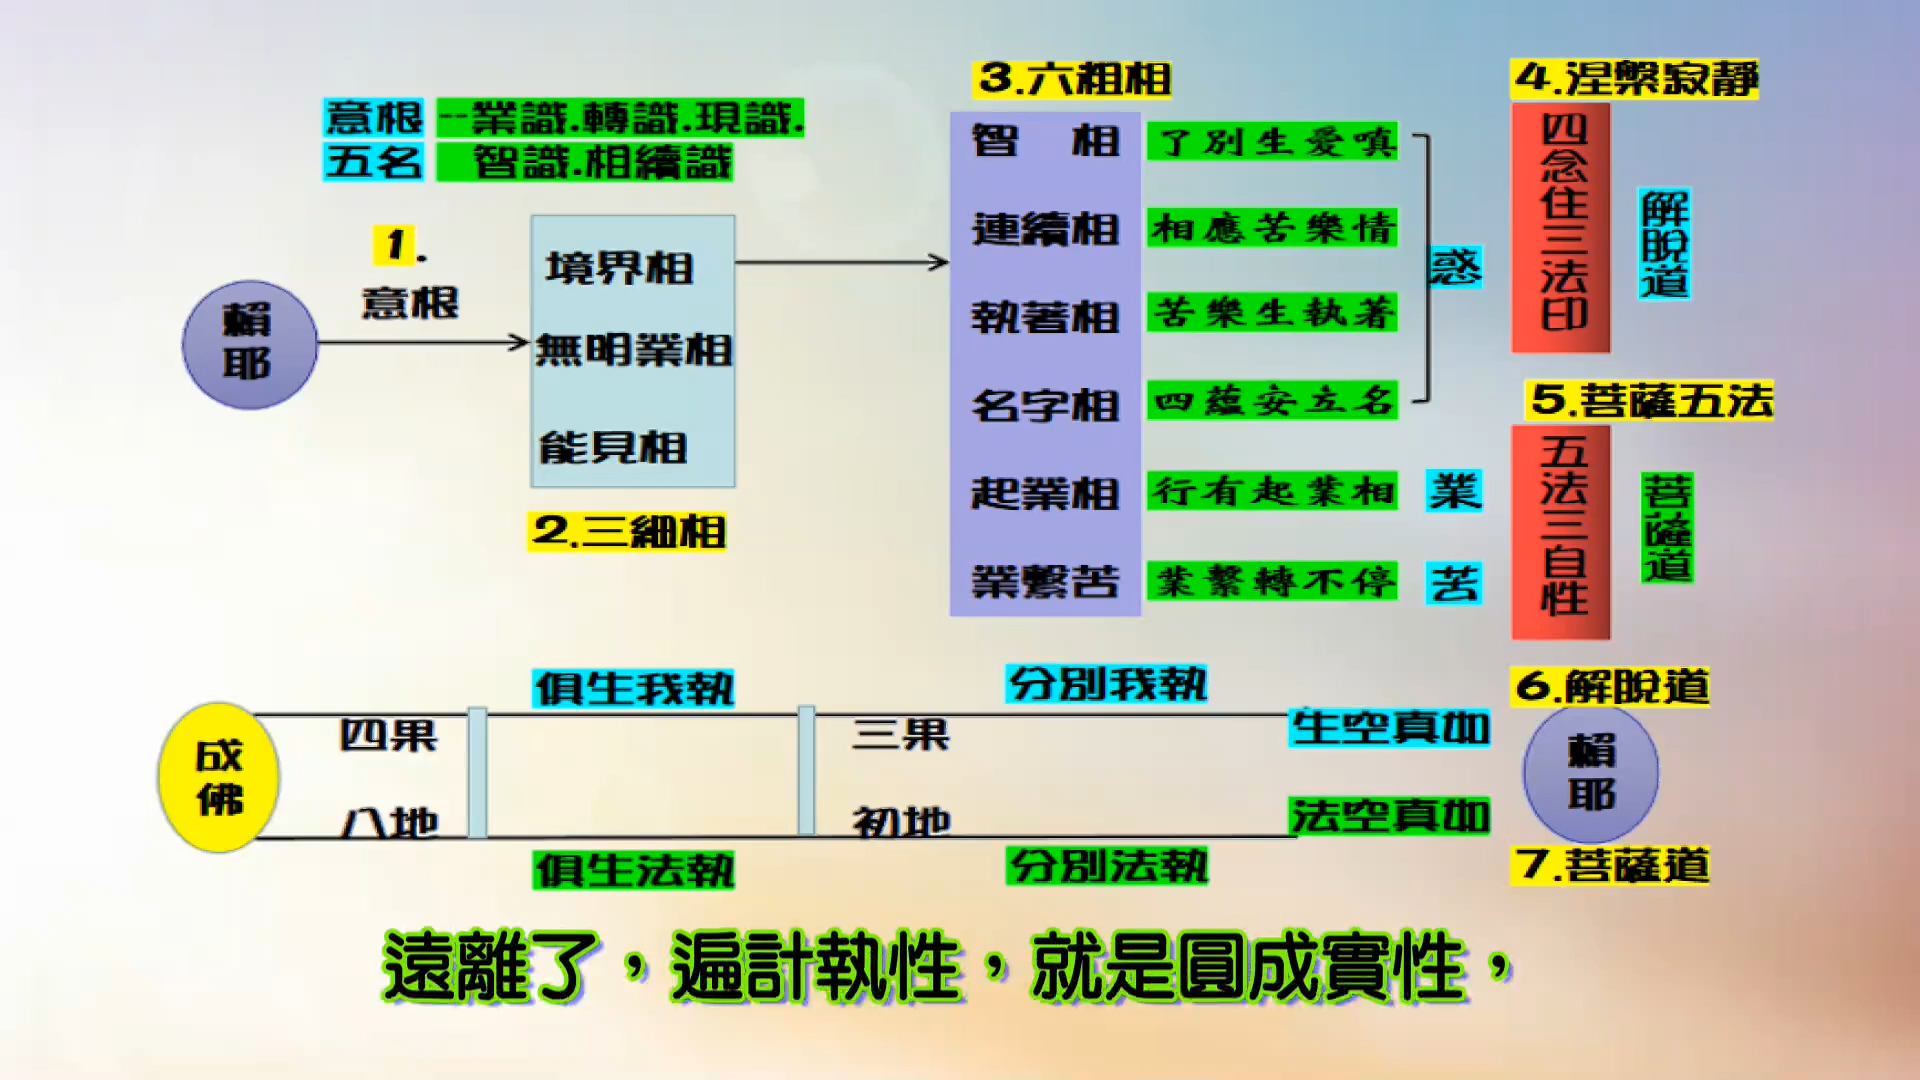 意根 --業識.轉識.現識.
五名 智識.相續識
1.
意根
賴
耶
境界相
無明業相
能見相
2.三細相
3.六粗相
智 相 了別生愛嗔
連續相 相應苦樂情
執著相 苦樂生執著
名字相 四蘊安立名
惑
起業相 行有起業相 業
業繫苦 業繫轉不停 苦
4.涅槃寂靜
四念住三法印
解脫道
5.菩薩五法
五法三自性
菩薩道
俱生我執
分別我執
6.解脫道
成
佛
四果
三果
生空真如
賴
耶
八地
初地
法空真如
俱生法執
分別法執
7.菩薩道
遠離了，遍計執性，就是圓成實性，